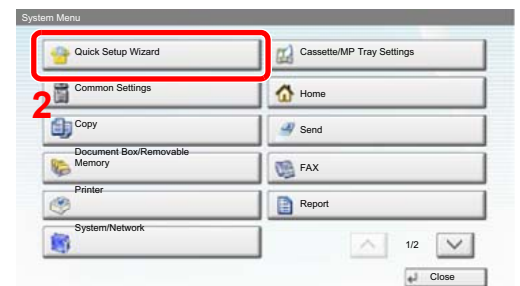 System Menu
Quick Setup Wizard
Cassette/MP Tray Settings
2
Common Settings
Home
Copy
Send
Document Box/Removable
Memory
FAX
Printer
Report
System/Network
1/2
Close